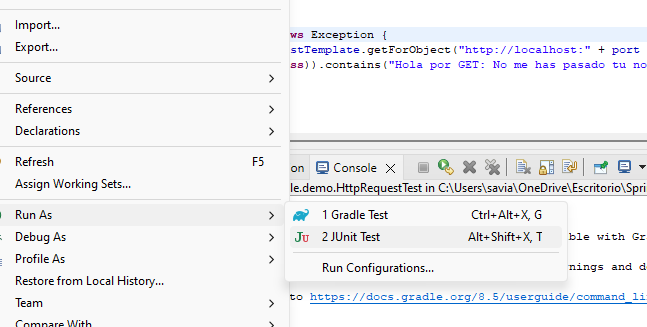 Import...
Export...
Source
References
Declarations
Refresh F5
Assign Working Sets...
Run As
Debug As
Profile As
Restore from Local History...
Team
Compare With
1 Gradle Test Ctrl+Alt+X, G
2 JUnit Test Alt+Shift+X, T
Run Configurations...
ws Exception {
stTemplate.getForObject("http://localhost:" + port
ss)).contains("Hola por GET: No me has pasado tu no
on Console
le.demo.HttpRequestTest in C:\Users\savia\OneDrive\Escritorio\Spri
ble with Gr
nings and d
to https://docs.gradle.org/8.5/userguide/command_li